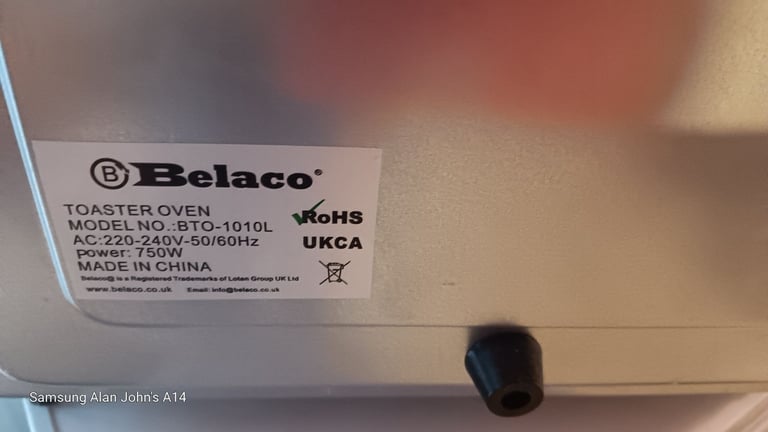 B Belaco®
TOASTER OVEN
MODEL NO.:BTO-1010L
AC:220-240V-50/60Hz
power: 750W
MADE IN CHINA
Belaco® is a Registered Trademarks of Lotan Group UK Ltd
www.belaco.co.uk Email: info@belaco.co.uk
RoHS
UKCA
Samsung Alan John's A14